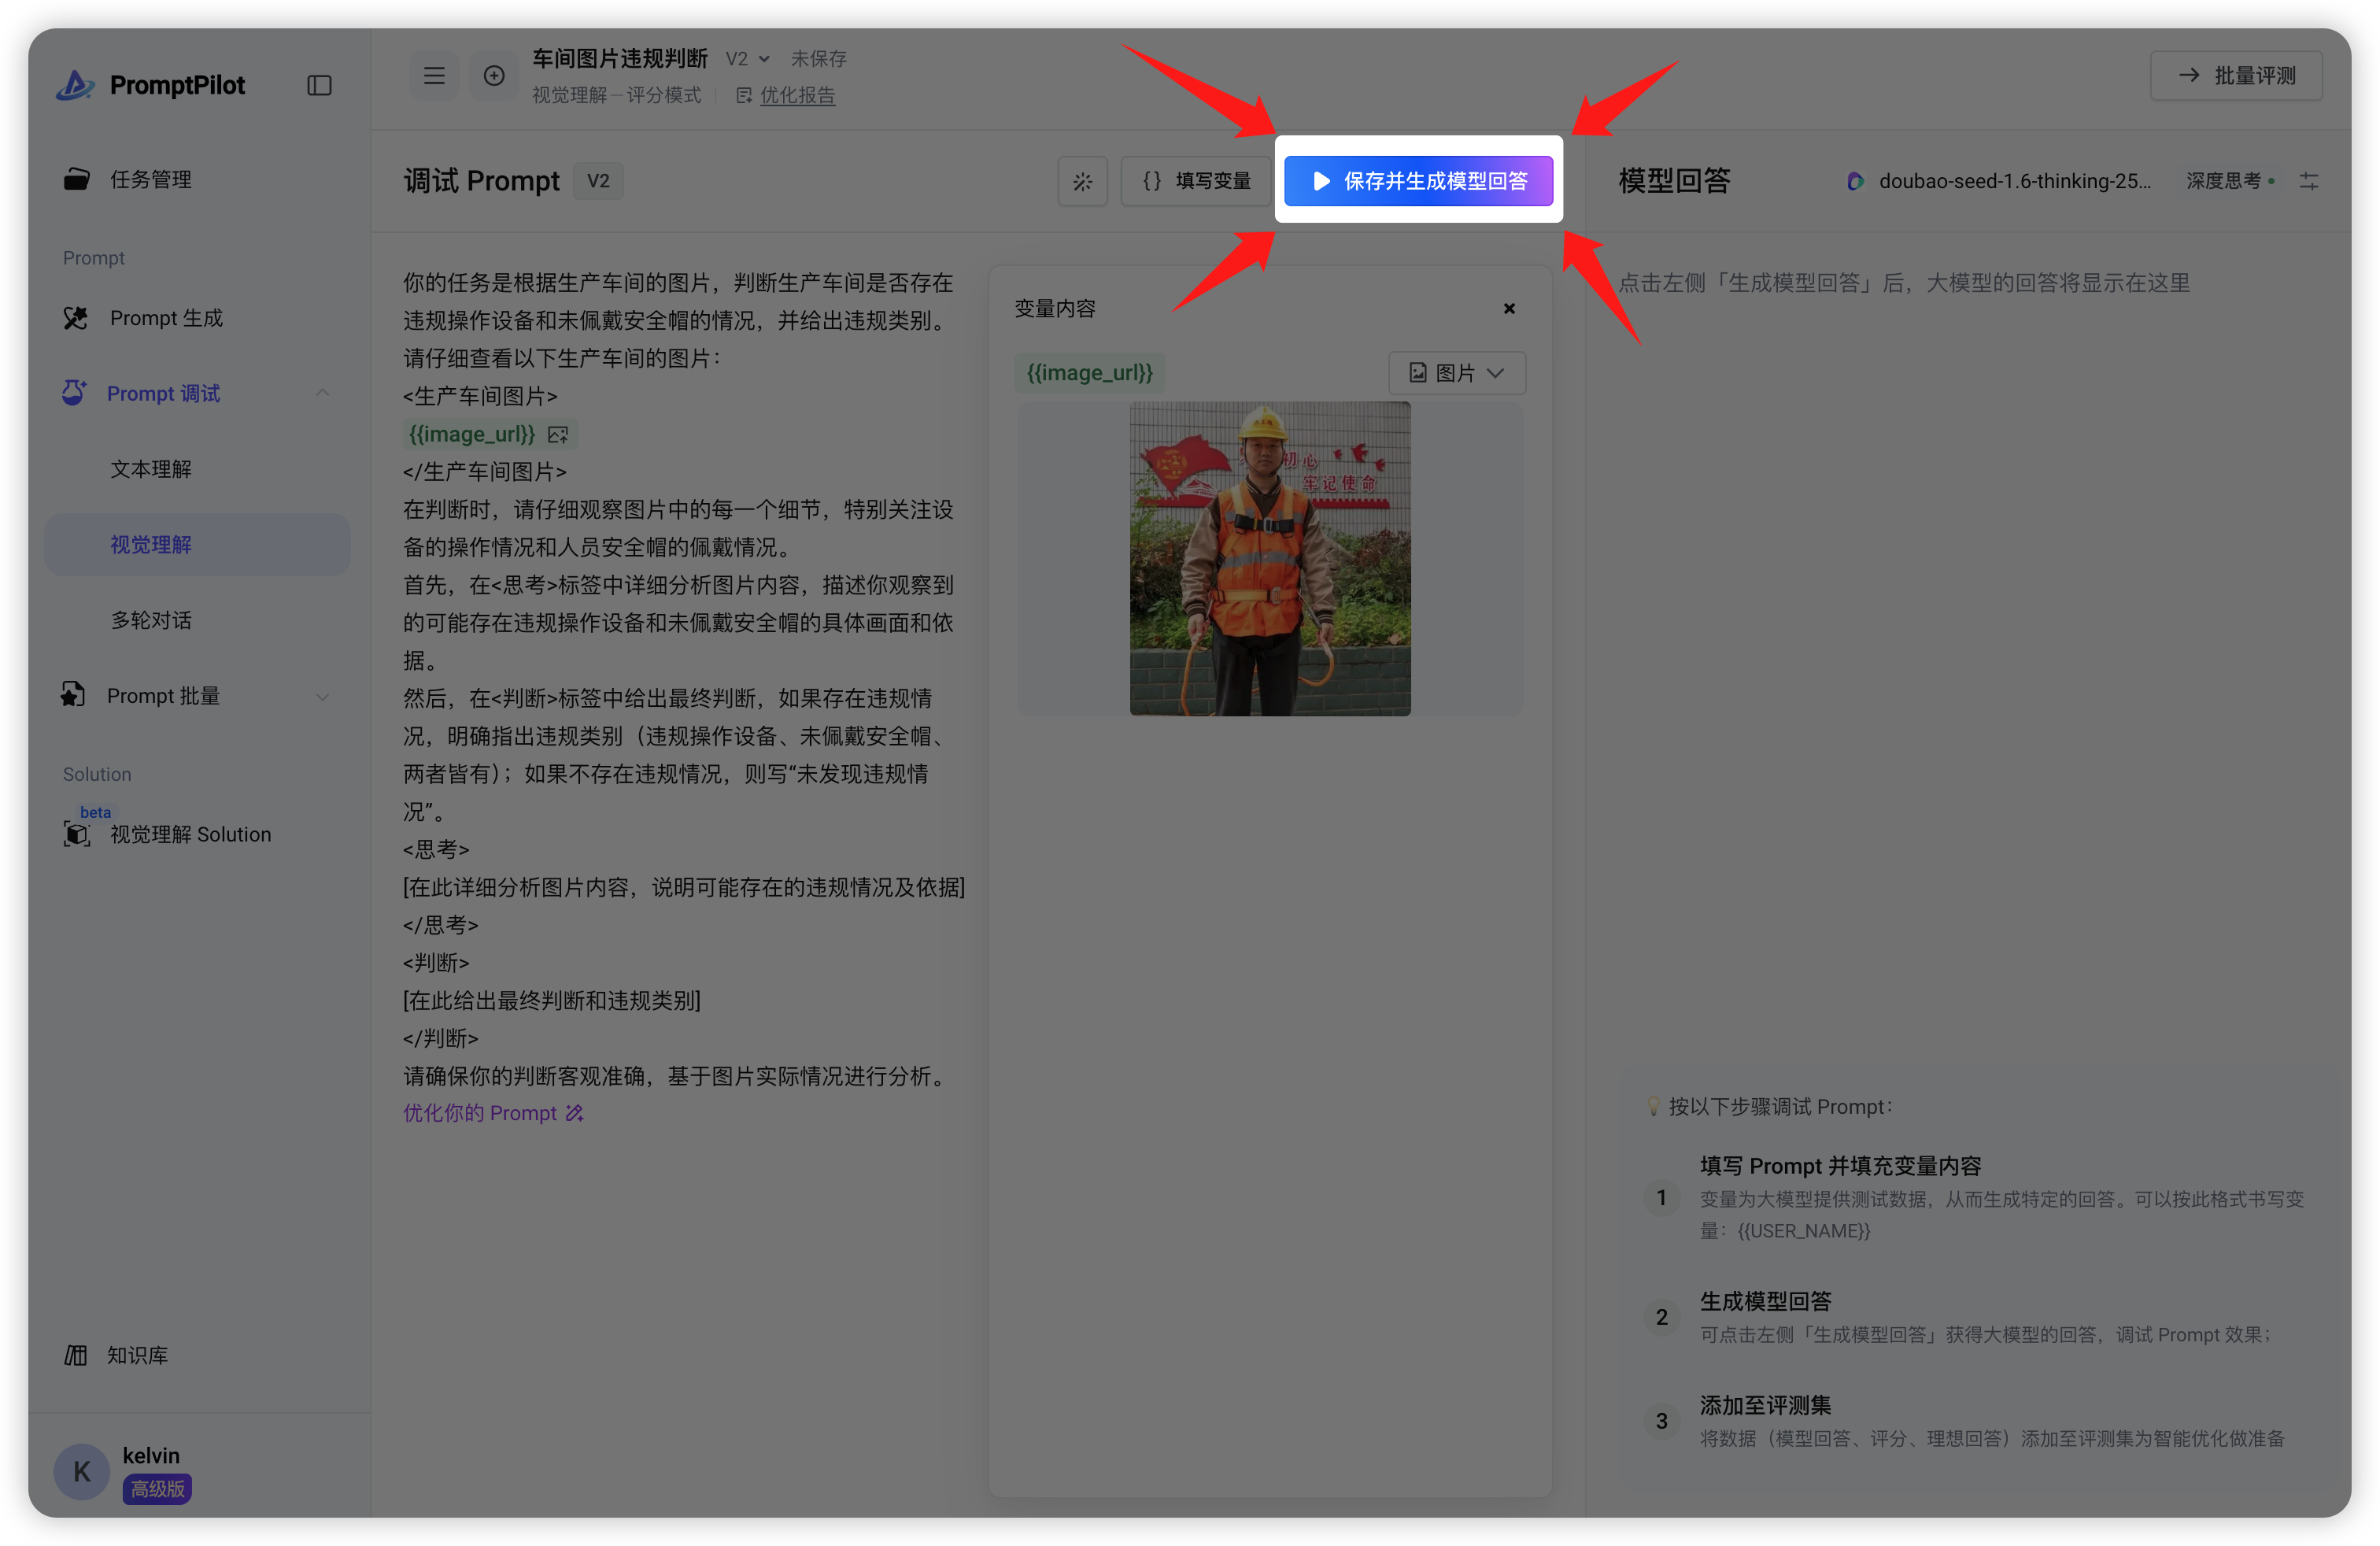 PromptPilot
任务管理
Prompt
Prompt 生成
Prompt 调试
文本理解
视觉理解
多轮对话
Prompt 批量
Solution
beta
视觉理解 Solution
知识库
K
kelvin
高级版
车间图片违规判断 V2 未保存
视觉理解－评分模式 优化报告
批量评测
调试 Prompt V2
{} 填写变量
保存并生成模型回答
你的任务是根据生产车间的图片，判断生产车间是否存在
违规操作设备和未佩戴安全帽的情况，并给出违规类别。
请仔细查看以下生产车间的图片：
<生产车间图片>
{{image_url}}
</生产车间图片>
在判断时，请仔细观察图片中的每一个细节，特别关注设
备的操作情况和人员安全帽的佩戴情况。
首先，在<思考>标签中详细分析图片内容，描述你观察到
的可能存在违规操作设备和未佩戴安全帽的具体画面和依
据。
然后，在<判断>标签中给出最终判断，如果存在违规情
况，明确指出违规类别（违规操作设备、未佩戴安全帽、
两者皆有）；如果不存在违规情况，则写“未发现违规情
况”。
<思考>
[在此详细分析图片内容，说明可能存在的违规情况及依据]
</思考>
<判断>
[在此给出最终判断和违规类别]
</判断>
请确保你的判断客观准确，基于图片实际情况进行分析。
优化你的 Prompt
变量内容
{{image_url}}
图片
初心
牢记使命
模型回答
doubao-seed-1.6-thinking-25...
深度思考
点击左侧「生成模型回答」后，大模型的回答将显示在这里
按以下步骤调试 Prompt：
1
填写 Prompt 并填充变量内容
变量为大模型提供测试数据，从而生成特定的回答。可以按此格式书写变
量：{{USER_NAME}}
2
生成模型回答
可点击左侧「生成模型回答」获得大模型的回答，调试 Prompt 效果；
3
添加至评测集
将数据（模型回答、评分、理想回答）添加至评测集为智能优化做准备